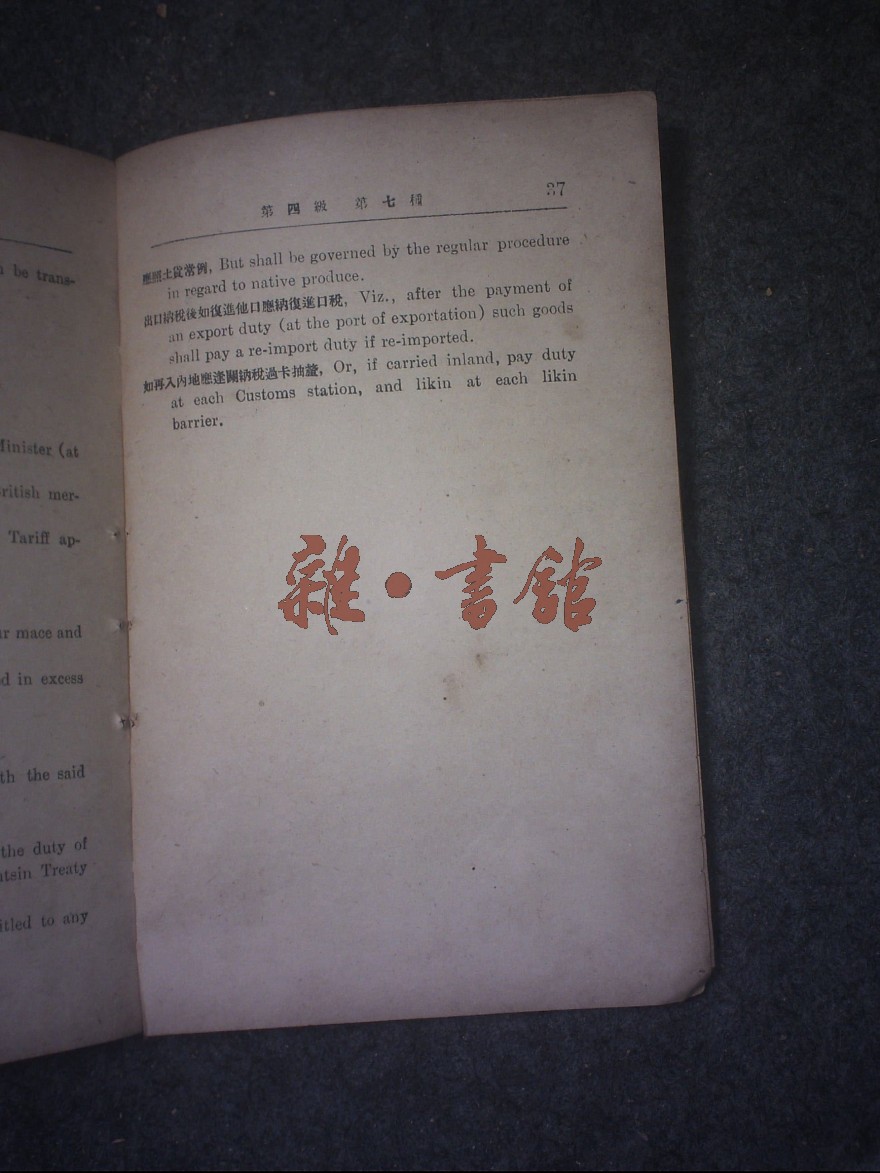 n be trans-
Minister (at
British mer-
Tariff ap-
ur mace and
d in excess
th the said
the duty of
ntsin Treaty
itled to any
第四級 第七種 37
應照土貨常例, But shall be governed by the regular procedure
in regard to native produce.
出口納稅後如復進他口應納復進口稅, Viz., after the payment of
an export duty (at the port of exportation) such goods
shall pay a re-import duty if re-imported.
如再入內地應逢關納稅過卡抽釐, Or, if carried inland, pay duty
at each Customs station, and likin at each likin
barrier.
雜•書館